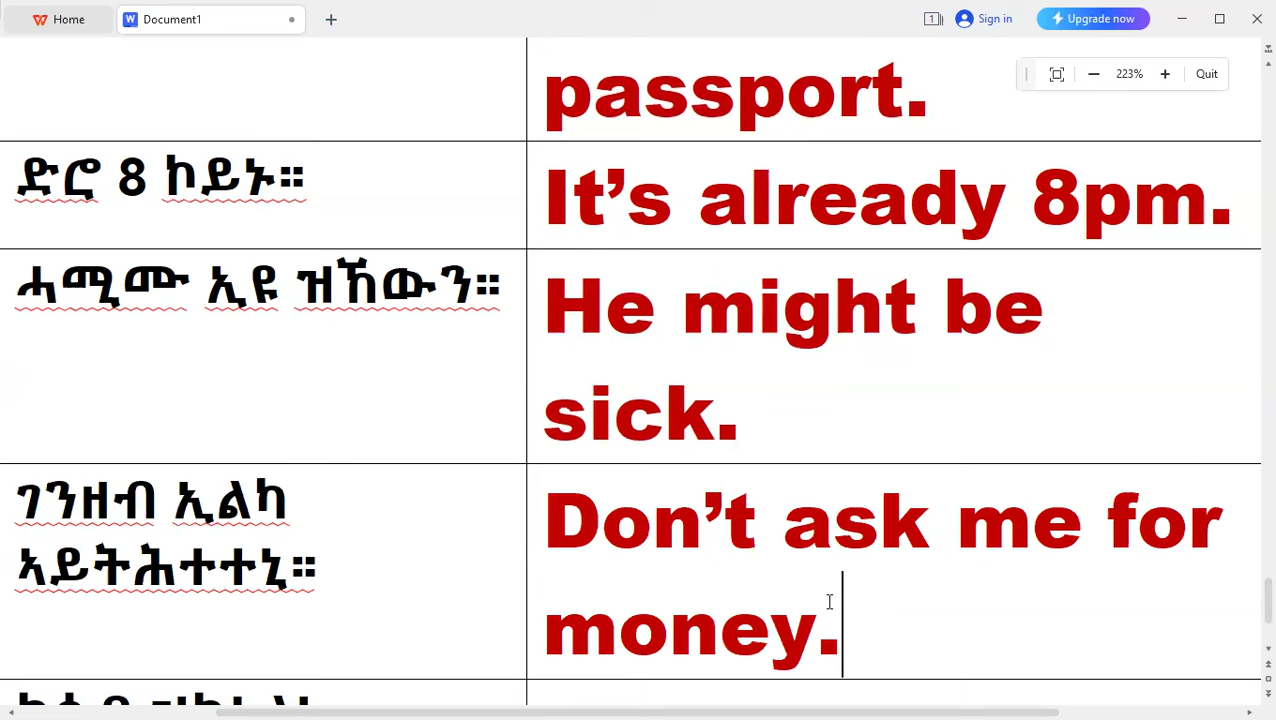 Home
Document1
Sign in
Upgrade now
223%
Quit
passport.
ድሮ 8 ኮይኑ።
It’s already 8pm.
ሓሚሙ ኢዩ ዝኸውን።
He might be
sick.
ገንዘብ ኢልካ
ኣይትሕተተኒ።
Don’t ask me for
money.